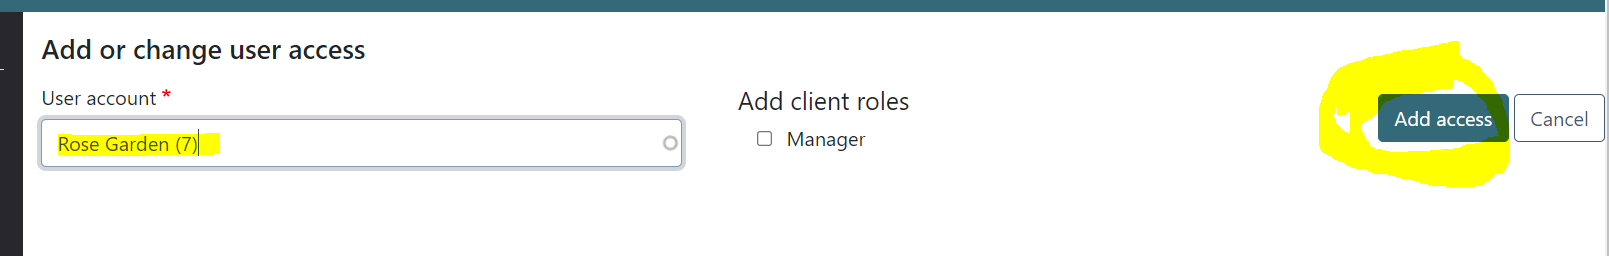 Add or change user access
User account *
Rose Garden (7)
Add client roles
Manager
Add access
Cancel